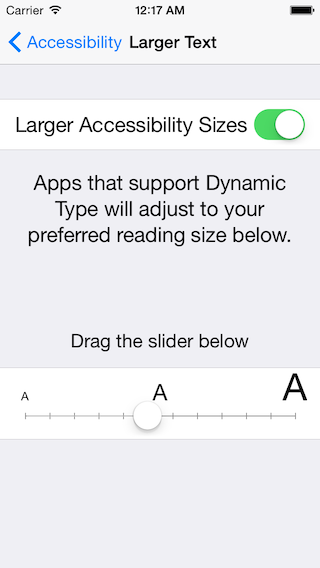 Carrier 12:17 AM
Accessibility Larger Text
Larger Accessibility Sizes
Apps that support Dynamic
Type will adjust to your
preferred reading size below.
Drag the slider below
A A A